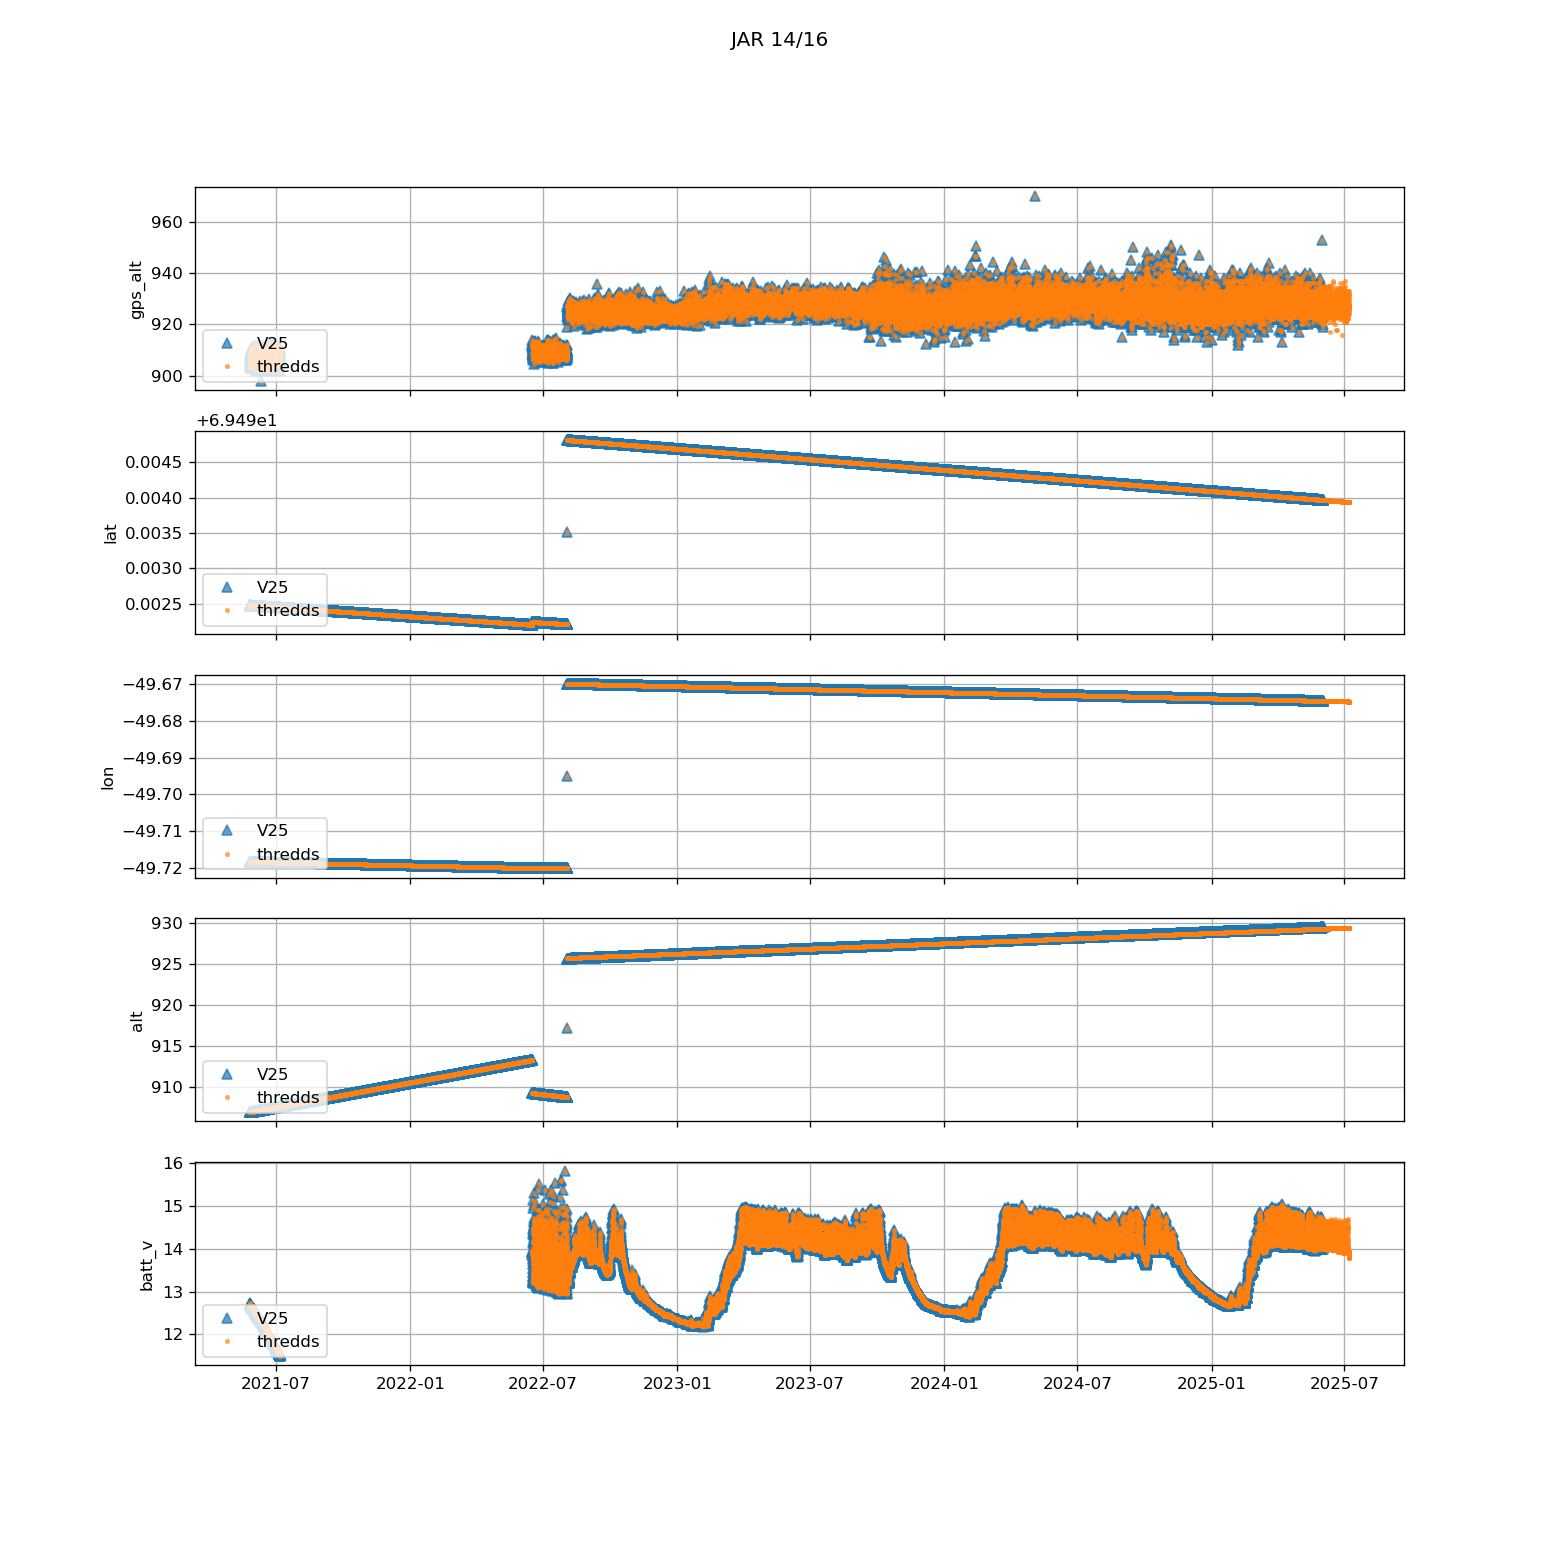 JAR 14/16
960
940
920
900
gps_alt
V25
thredds
+6.949e1
0.0045
0.0040
0.0035
0.0030
0.0025
lat
V25
thredds
−49.67
−49.68
−49.69
−49.70
−49.71
−49.72
lon
V25
thredds
930
925
920
915
910
alt
V25
thredds
16
15
14
13
12
batt_v
V25
thredds
2021-07 2022-01 2022-07 2023-01 2023-07 2024-01 2024-07 2025-01 2025-07